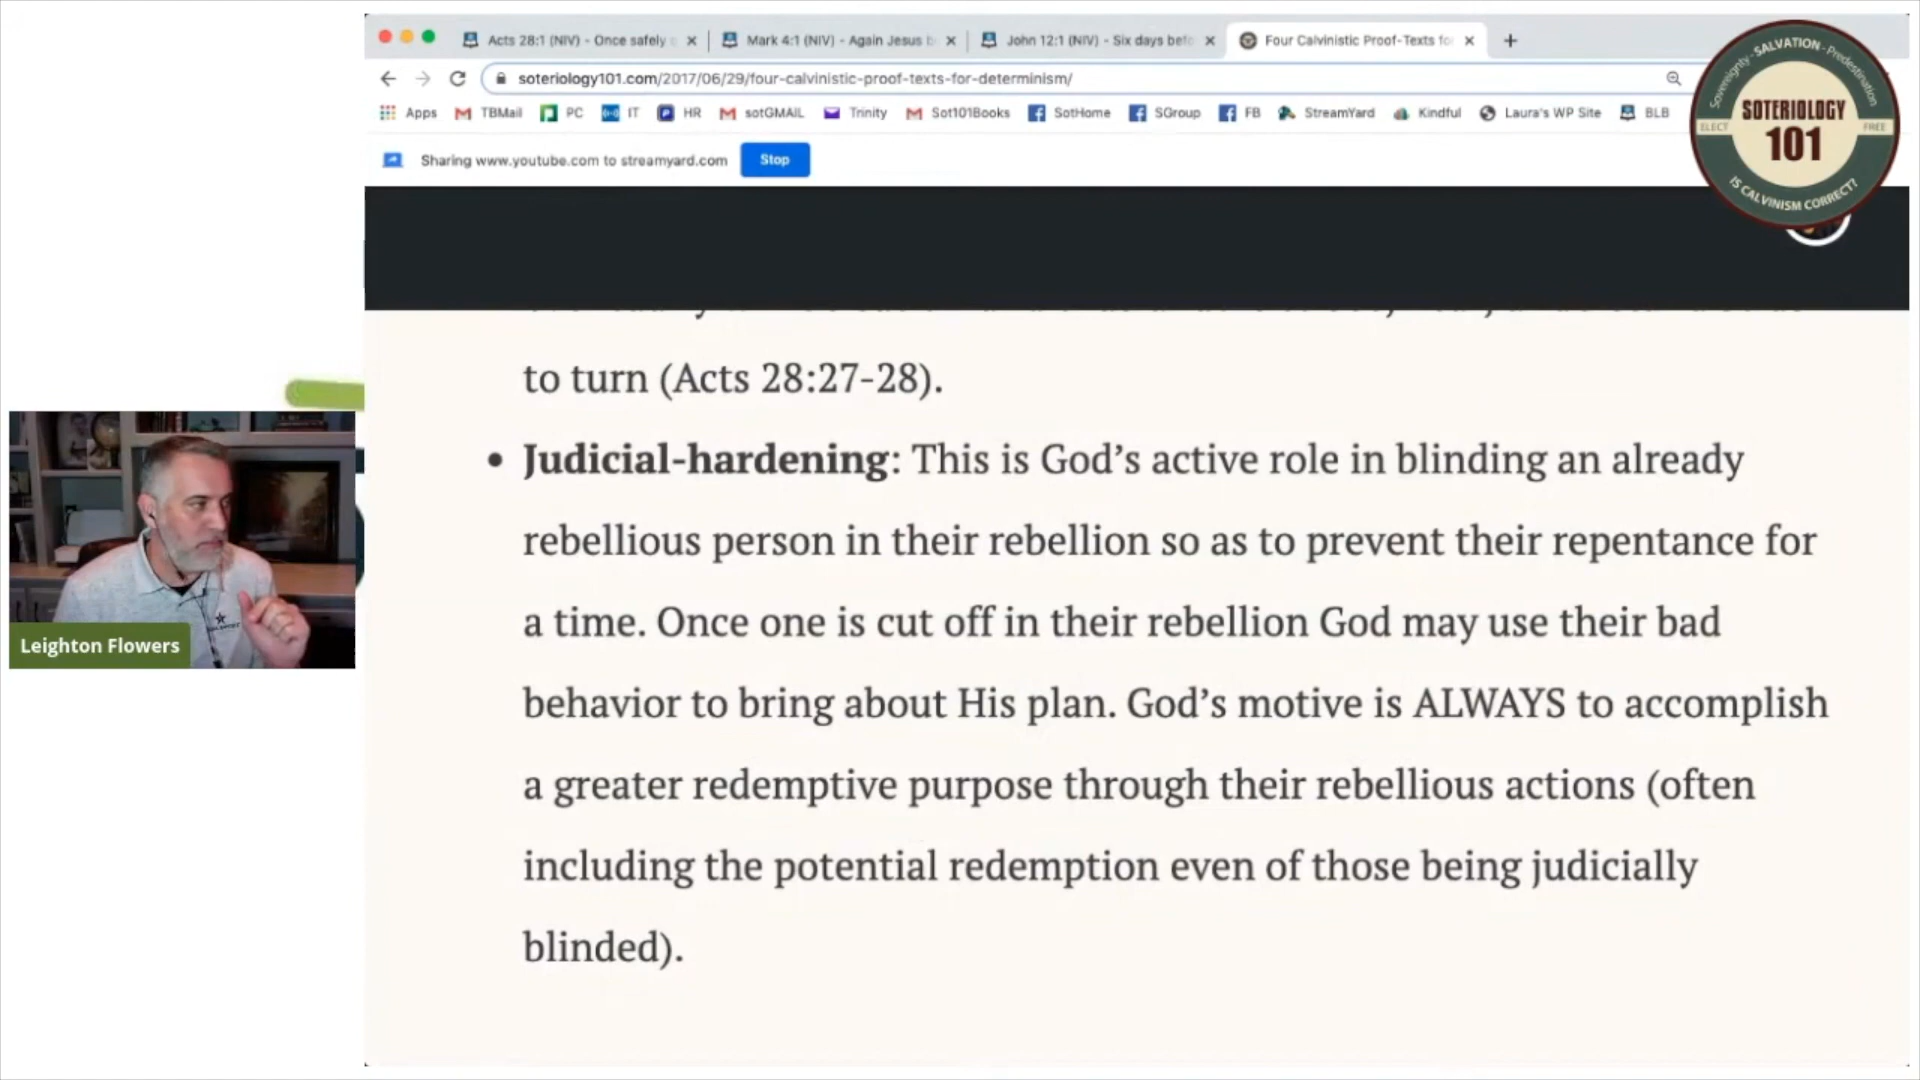 Acts 28:1 (NIV) - Once safely
Mark 4:1 (NIV) - Again Jesus b
John 12:1 (NIV) - Six days befo
Four Calvinistic Proof-Texts fo
soteriology101.com/2017/06/29/four-calvinistic-proof-texts-for-determinism/
Apps TBMail PC IT HR sotGMAIL Trinity Sot101Books SotHome SGroup FB StreamYard Kindful Laura's WP Site BLB
Sharing www.youtube.com to streamyard.com Stop
Sovereignty - SALVATION - Predestination
ELECT SOTERIOLOGY FREE
101
IS CALVINISM CORRECT?
to turn (Acts 28:27-28).
• Judicial-hardening: This is God’s active role in blinding an already
rebellious person in their rebellion so as to prevent their repentance for
a time. Once one is cut off in their rebellion God may use their bad
behavior to bring about His plan. God’s motive is ALWAYS to accomplish
a greater redemptive purpose through their rebellious actions (often
including the potential redemption even of those being judicially
blinded).
Leighton Flowers